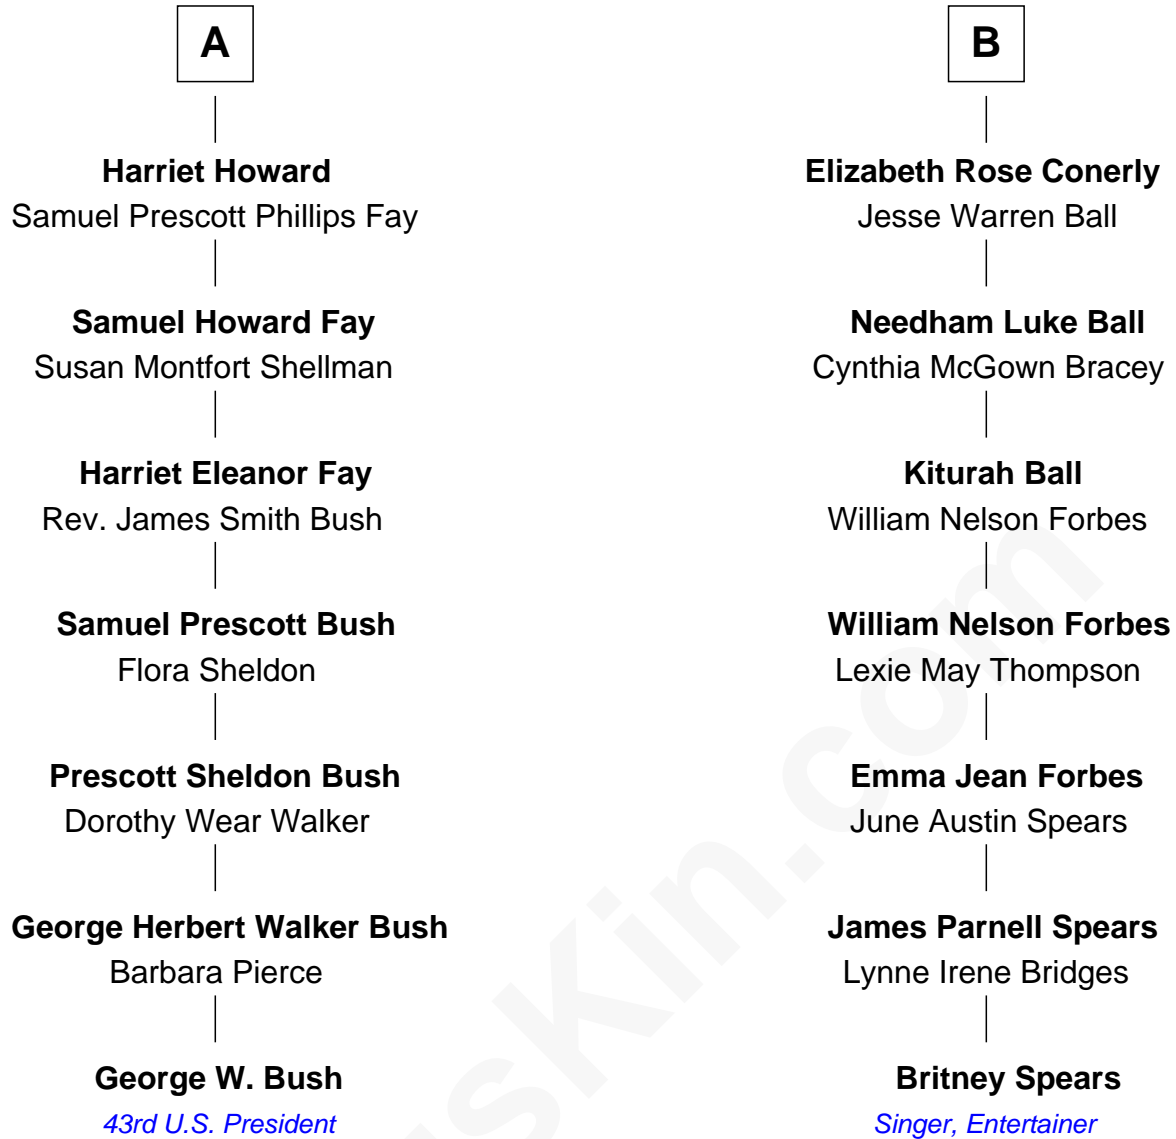 A
Harriet Howard
Samuel Prescott Phillips Fay
Samuel Howard Fay
Susan Montfort Shellman
Harriet Eleanor Fay
Rev. James Smith Bush
Samuel Prescott Bush
Flora Sheldon
Prescott Sheldon Bush
Dorothy Wear Walker
George Herbert Walker Bush
Barbara Pierce
George W. Bush
43rd U.S. President
B
Elizabeth Rose Conerly
Jesse Warren Ball
Needham Luke Ball
Cynthia McGown Bracey
Kiturah Ball
William Nelson Forbes
William Nelson Forbes
Lexie May Thompson
Emma Jean Forbes
June Austin Spears
James Parnell Spears
Lynne Irene Bridges
Britney Spears
Singer, Entertainer
usKin.com